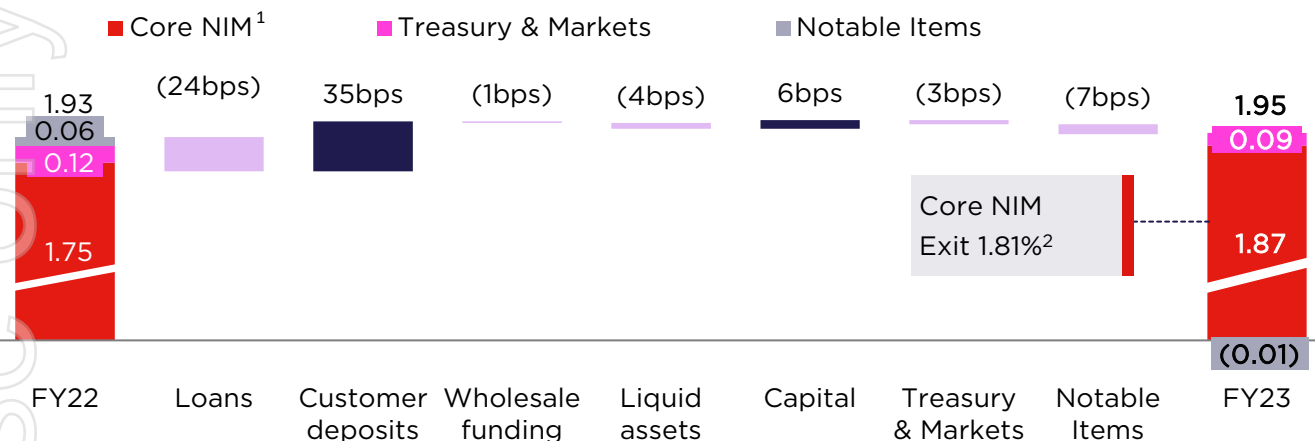 Core NIM1 Treasury & Markets Notable Items
(24bps) 35bps (1bps) (4bps) 6bps (3bps) (7bps)
1.93 1.95
0.06
0.12 0.09
Core NIM
Exit 1.81%2
1.75 1.87
(0.01)
FY22 Loans Customer deposits Wholesale funding Liquid assets Capital Treasury & Markets Notable Items FY23